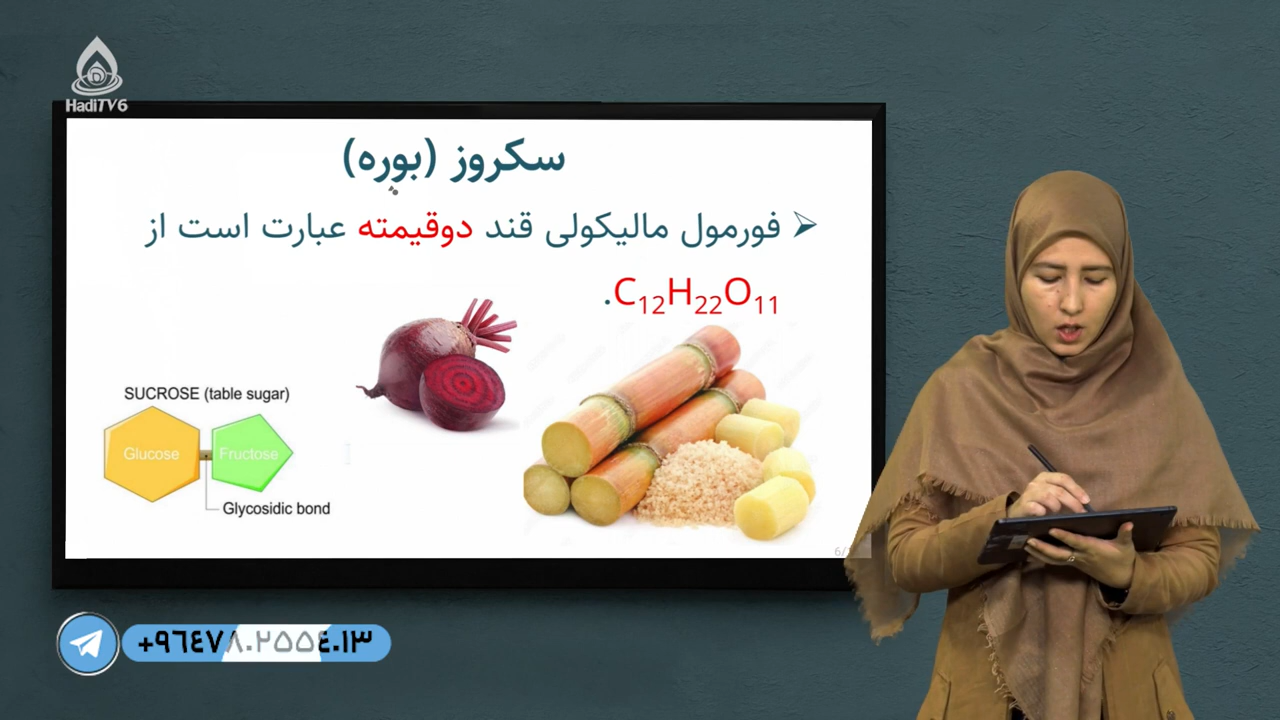 HadiTV6
سکروز (بوره)
فورمول مالیکولی قند دوقیمته عبارت است از
C₁₂H₂₂O₁₁.
SUCROSE (table sugar)
Glucose
Fructose
Glycosidic bond
+٩٦٤٧٨٠٢٥٥٤٠١٣